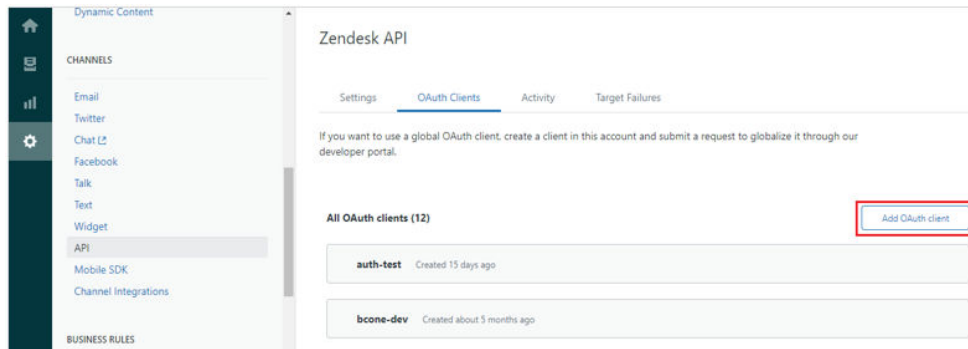 Dynamic Content
CHANNELS
Email
Twitter
Chat
Facebook
Talk
Text
Widget
API
Mobile SDK
Channel Integrations
BUSINESS RULES
Zendesk API
Settings OAuth Clients Activity Target Failures
If you want to use a global OAuth client, create a client in this account and submit a request to globalize it through our
developer portal.
All OAuth clients (12) Add OAuth client
auth-test Created 15 days ago
bcone-dev Created about 5 months ago